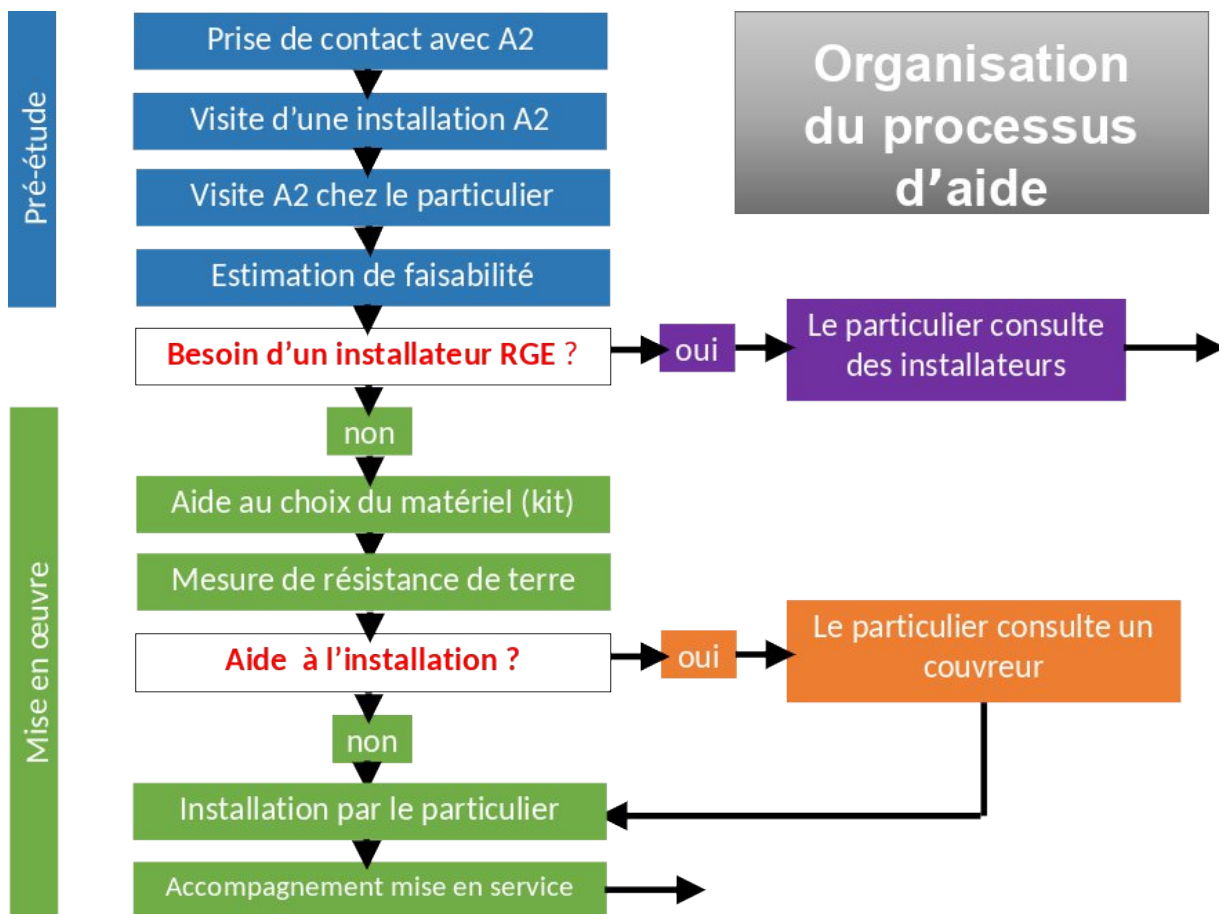 Organisation
du processus
d’aide
Pré-étude
Prise de contact avec A2
Visite d’une installation A2
Visite A2 chez le particulier
Estimation de faisabilité
Besoin d’un installateur RGE ?
oui
Le particulier consulte
des installateurs
non
Mise en œuvre
Aide au choix du matériel (kit)
Mesure de résistance de terre
Aide  à l’installation ?
oui
Le particulier consulte un
couvreur
non
Installation par le particulier
Accompagnement mise en service